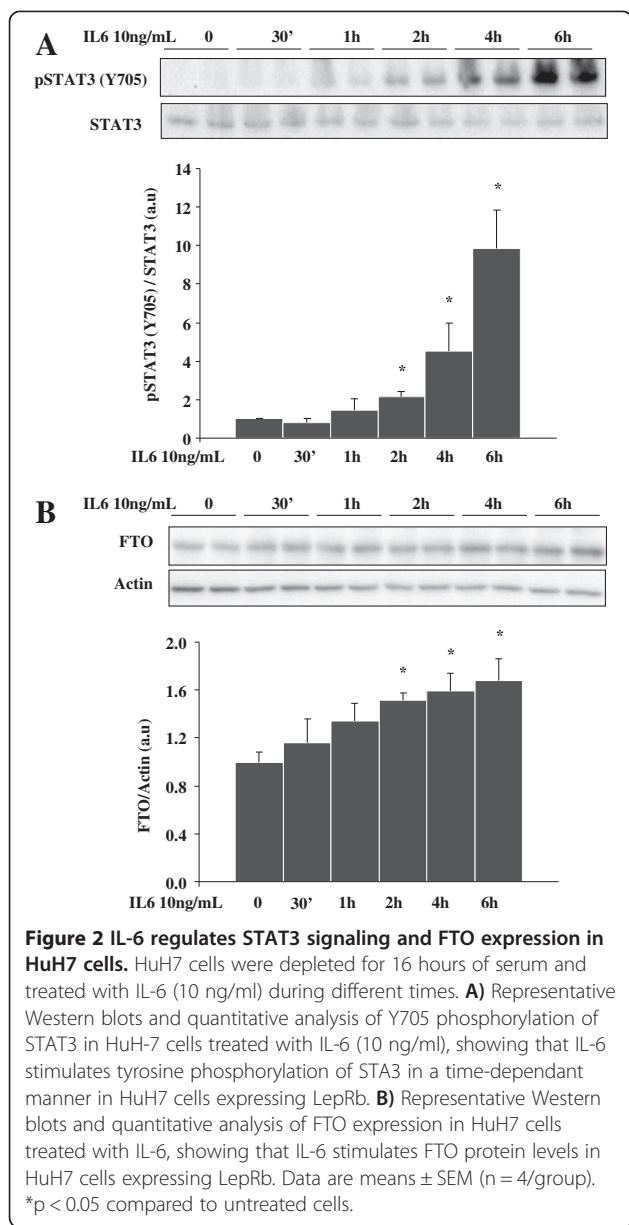 A
IL6 10ng/mL 0 30' 1h 2h 4h 6h
pSTAT3 (Y705)
STAT3
pSTAT3 (Y705) / STAT3 (a.u)
14
12
10
8
6
4
2
0
*
*
*
IL6 10ng/mL 0 30' 1h 2h 4h 6h
B
IL6 10ng/mL 0 30' 1h 2h 4h 6h
FTO
Actin
FTO/Actin (a.u)
2.0
1.6
1.2
0.8
0.4
0.0
*
*
*
IL6 10ng/mL 0 30' 1h 2h 4h 6h
Figure 2 IL-6 regulates STAT3 signaling and FTO expression in
HuH7 cells. HuH7 cells were depleted for 16 hours of serum and
treated with IL-6 (10 ng/ml) during different times. A) Representative
Western blots and quantitative analysis of Y705 phosphorylation of
STAT3 in HuH-7 cells treated with IL-6 (10 ng/ml), showing that IL-6
stimulates tyrosine phosphorylation of STA3 in a time-dependant
manner in HuH7 cells expressing LepRb. B) Representative Western
blots and quantitative analysis of FTO expression in HuH7 cells
treated with IL-6, showing that IL-6 stimulates FTO protein levels in
HuH7 cells expressing LepRb. Data are means ± SEM (n = 4/group).
*p < 0.05 compared to untreated cells.